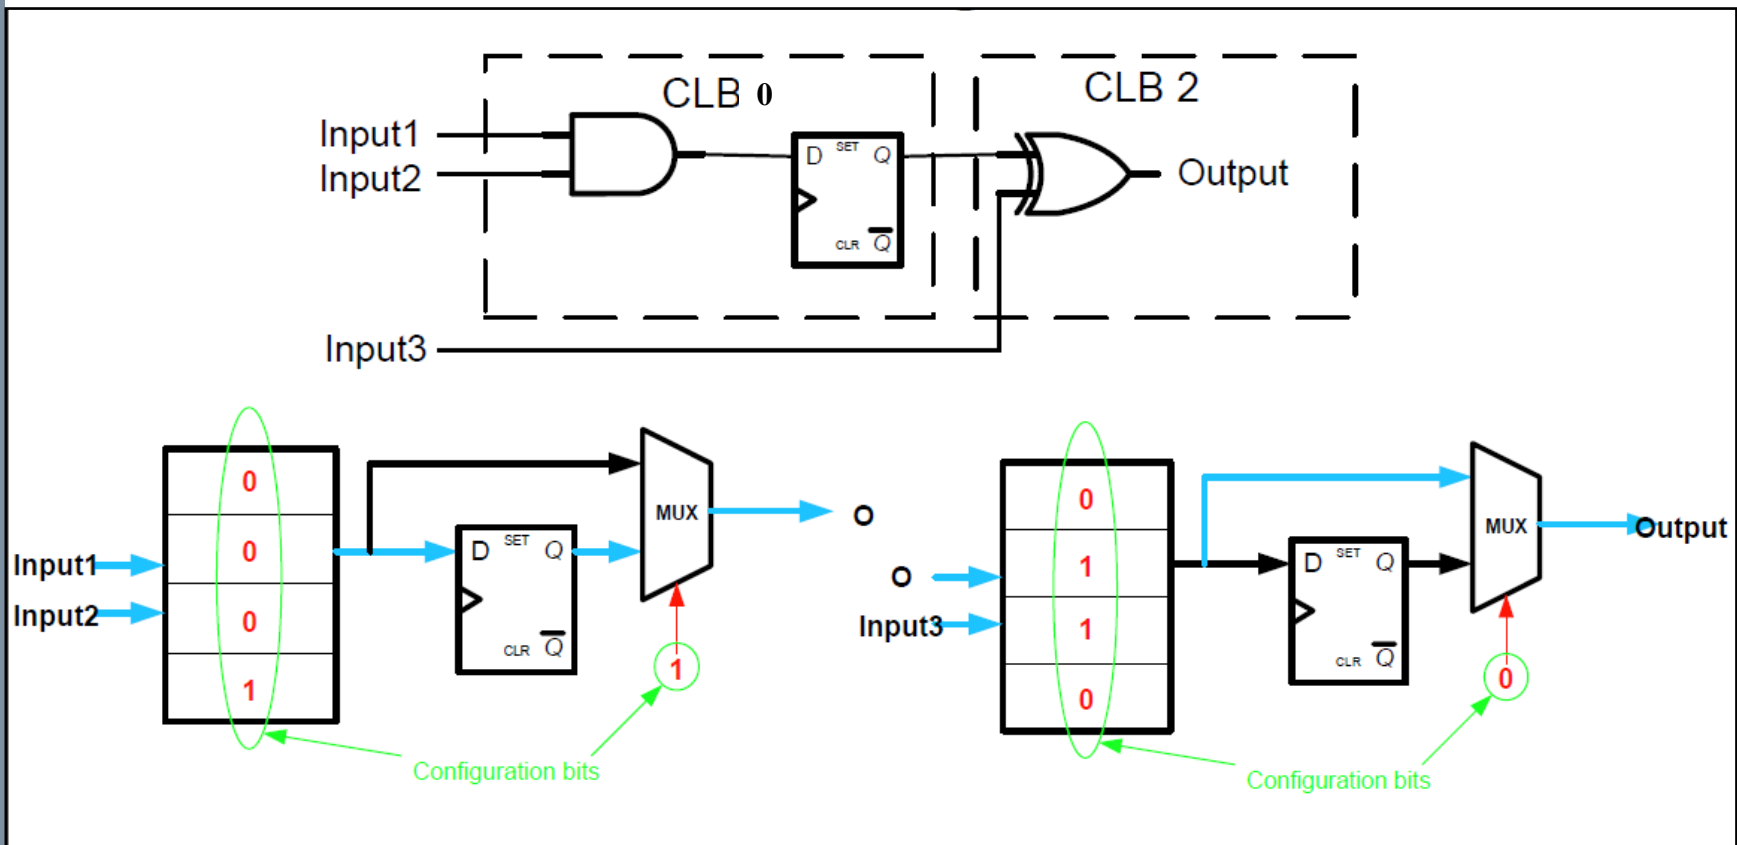 CLB 0
CLB 2
Input1
Input2
D SET Q
CLR Q
Output
Input3
0
0
0
1
Input1
Input2
D SET Q
CLR Q
MUX
1
O
Configuration bits
O
Input3
0
1
1
0
D SET Q
CLR Q
MUX
0
Output
Configuration bits